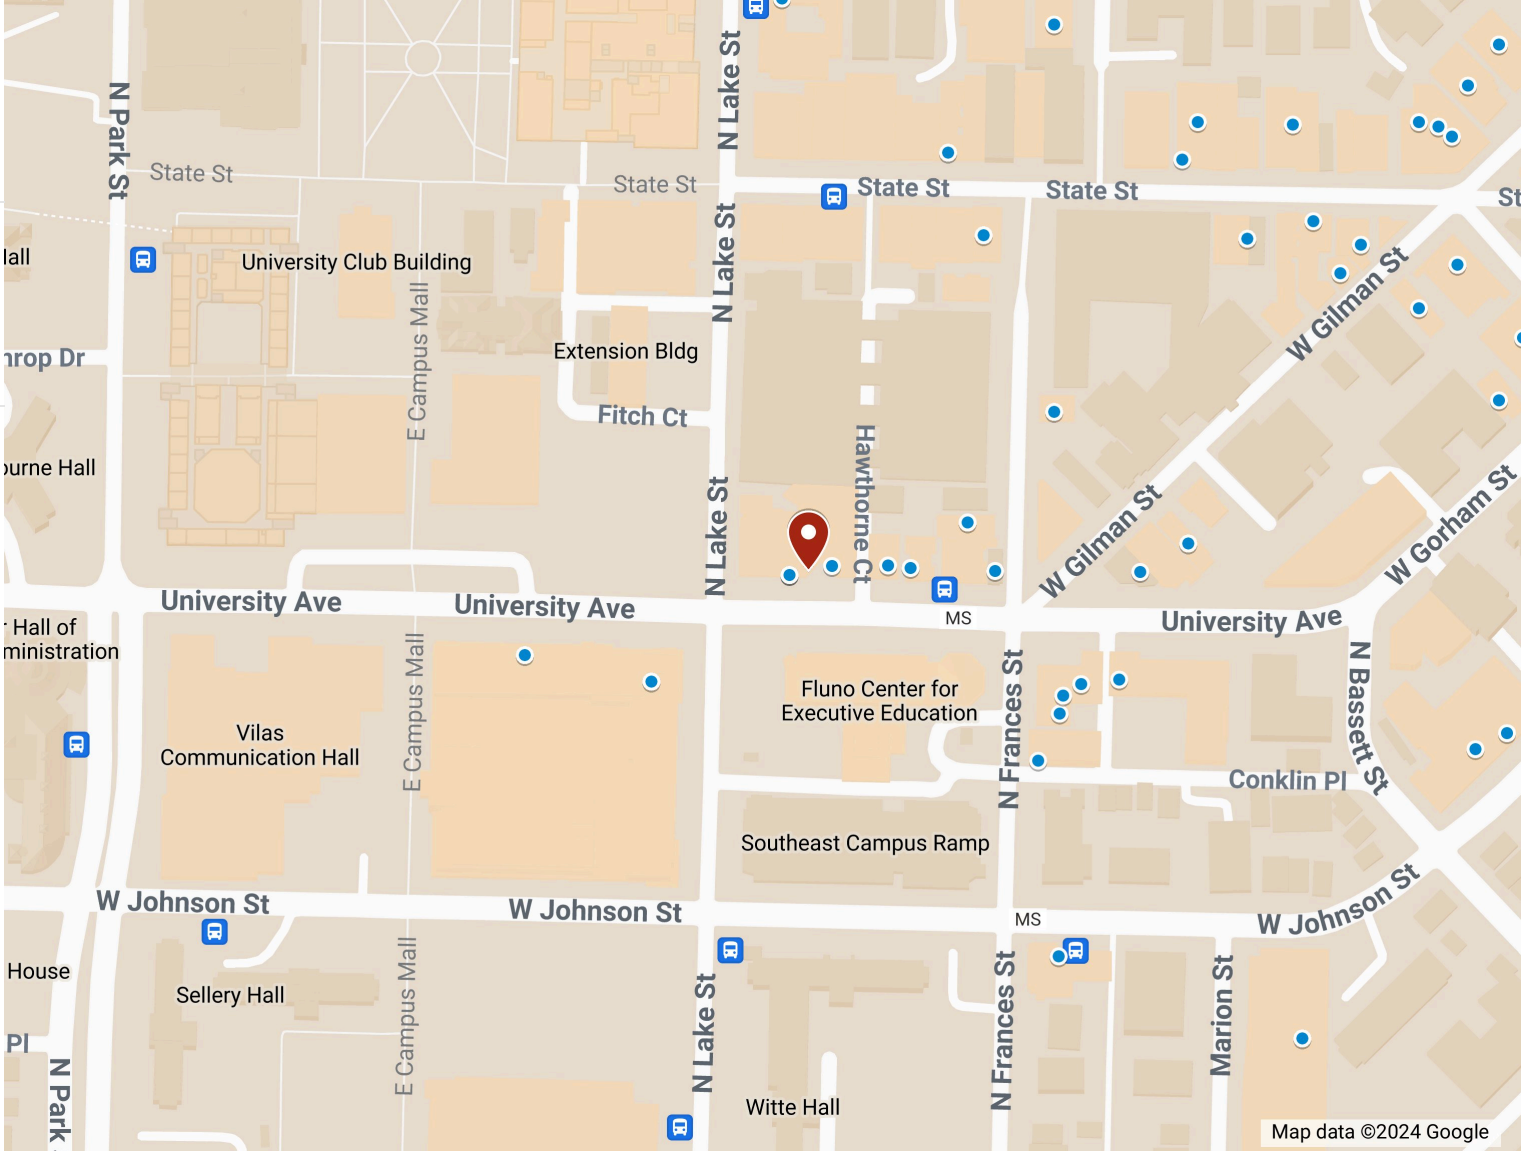 N Lake St
N Park St
State St
State St
State St
State St
St
lall
University Club Building
N Lake St
W Gilman St
E Campus Mall
Extension Bldg
nrop Dr
Fitch Ct
Hawthorne Ct
ourne Hall
N Lake St
W Gilman St
W Gorham St
University Ave
University Ave
MS
University Ave
r Hall of
ministration
E Campus Mall
Fluno Center for
Executive Education
N Frances St
N Bassett St
Vilas
Communication Hall
Conklin Pl
Southeast Campus Ramp
W Johnson St
W Johnson St
MS
W Johnson St
House
Sellery Hall
E Campus Mall
N Lake St
N Frances St
Marion St
Pl
N Park
Witte Hall
Map data ©2024 Google